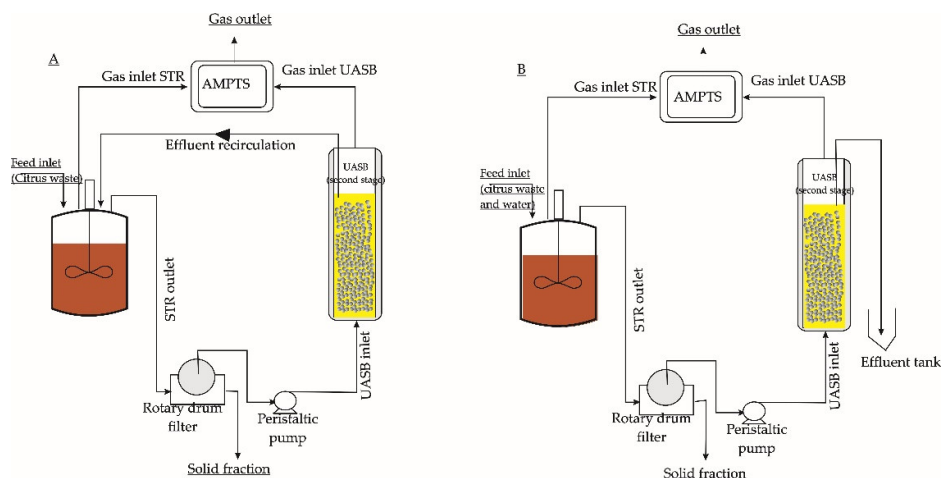 A
Gas outlet
Gas inlet STR
AMPTS
Gas inlet UASB
Effluent recirculation
Feed inlet
(Citrus waste)
UASB
(second stage)
STR outlet
UASB inlet
Rotary drum
filter
Peristaltic
pump
Solid fraction
B
Gas outlet
Gas inlet STR
AMPTS
Gas inlet UASB
Feed inlet
(citrus waste
and water)
UASB
(second stage)
STR outlet
UASB inlet
Effluent tank
Rotary drum
filter
Peristaltic
pump
Solid fraction